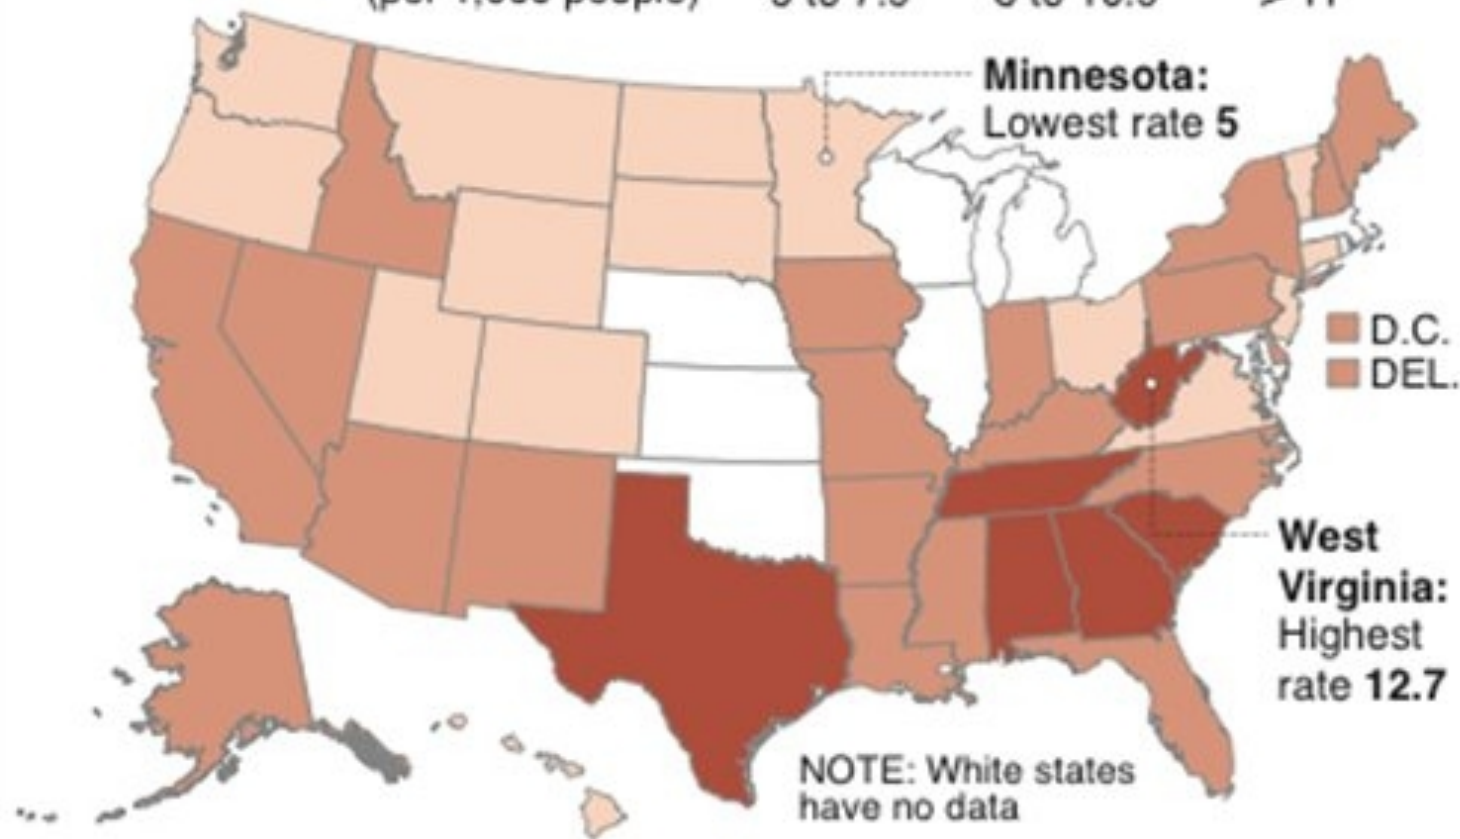 Minnesota:
Lowest rate 5
D.C.
DEL.
West
Virginia:
Highest
rate 12.7
NOTE: White states
have no data